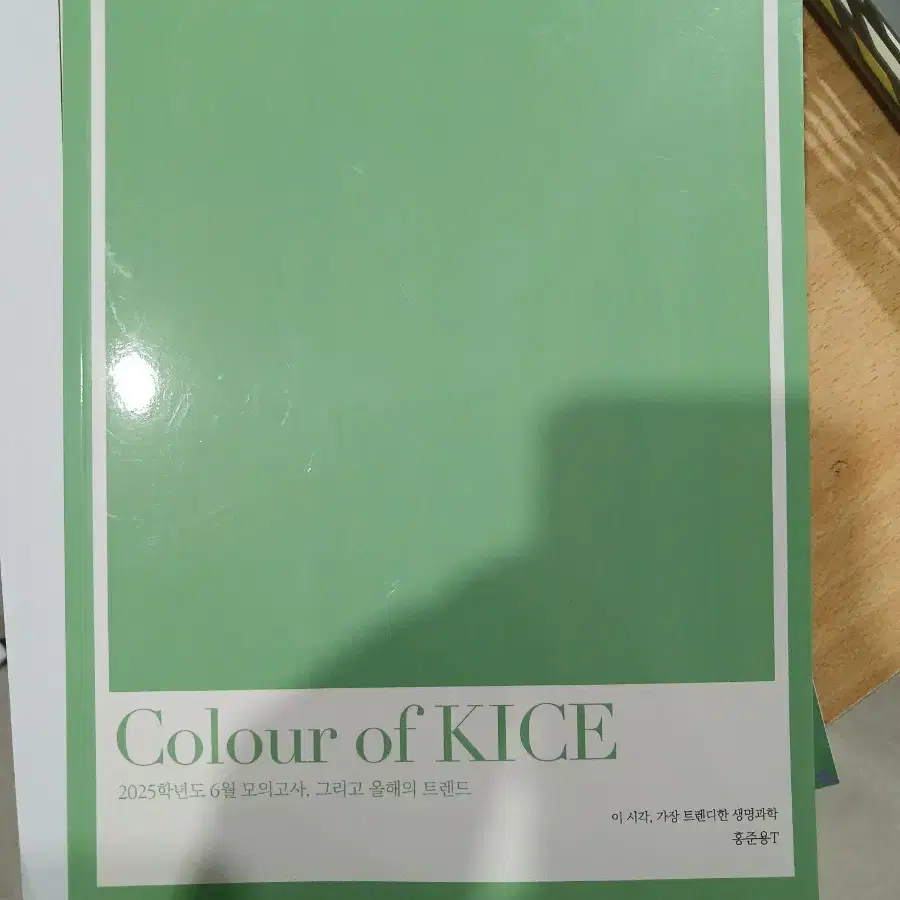 Colour of KICE
2025학년도 6월 모의고사, 그리고 올해의 트렌드
이 시각, 가장 트렌디한 생명과학
홍준용T